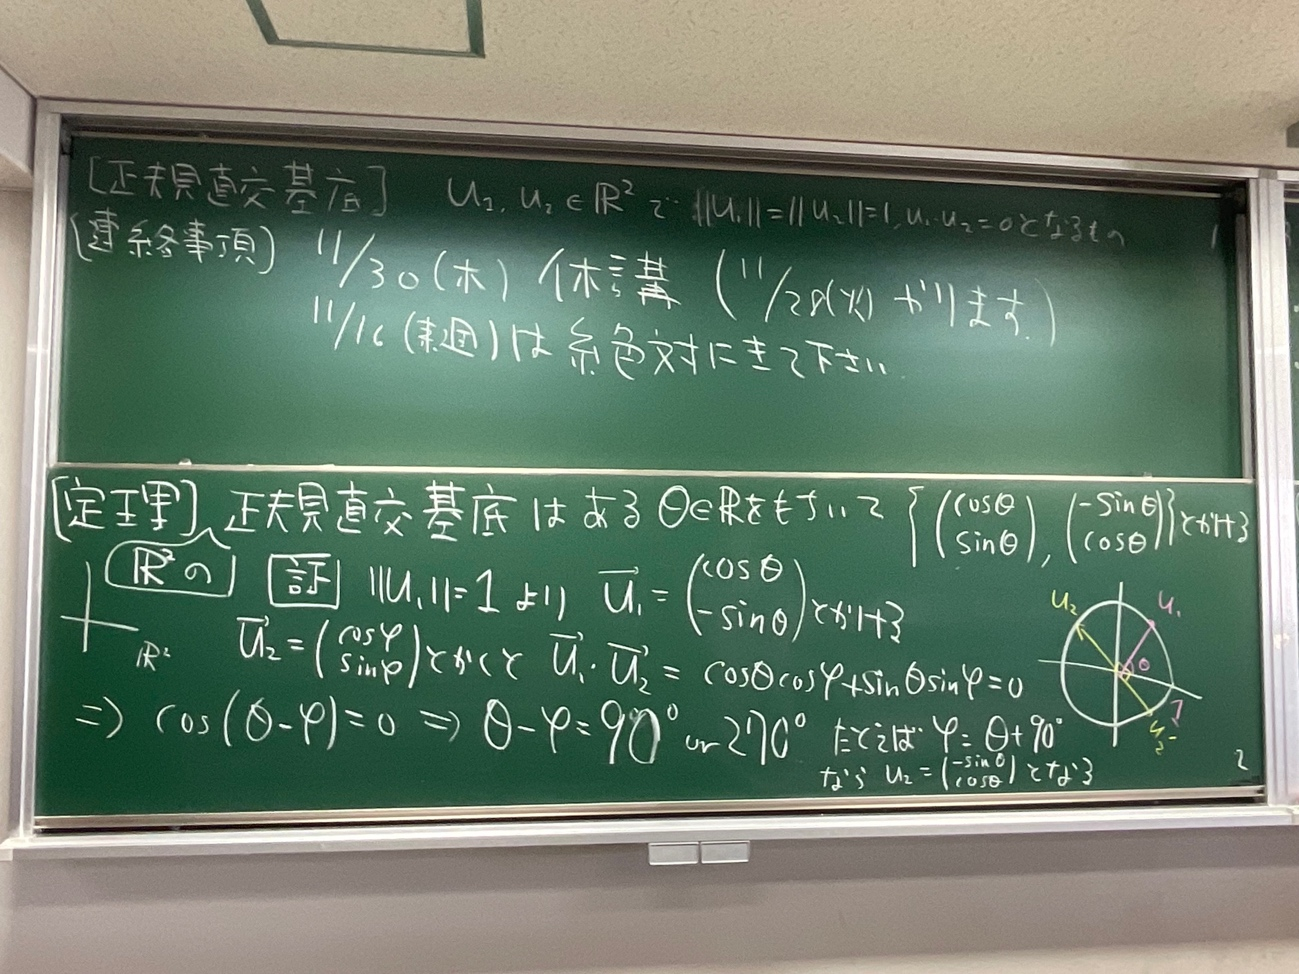 [正規直交基底] u₁, u₂ ∈ ℝ² で ‖u₁‖=‖u₂‖=1, u₁·u₂=0となるもの 1
(連絡事項) 11/30(木) 休講 (11/28(火) かります.)
11/16(来週)は絶対にきて下さい
[定理] 正規直交基底はある θ∈ℝをもちいて {(cosθ sinθ), (-sinθ cosθ)}とかける
ℝ²の
[証] ‖u₁‖=1より u⃗₁ = (cosθ -sinθ)とかける
ℝ²
u⃗₂ = (cosφ sinφ)とかくと u⃗₁·u⃗₂ = cosθcosφ+sinθsinφ=0
⇒ cos(θ-φ)=0 ⇒ θ-φ=90° or 270° たとえば φ=θ+90°
なら u₂=(-sinθ cosθ)となる
u₂ u₁
θ
2